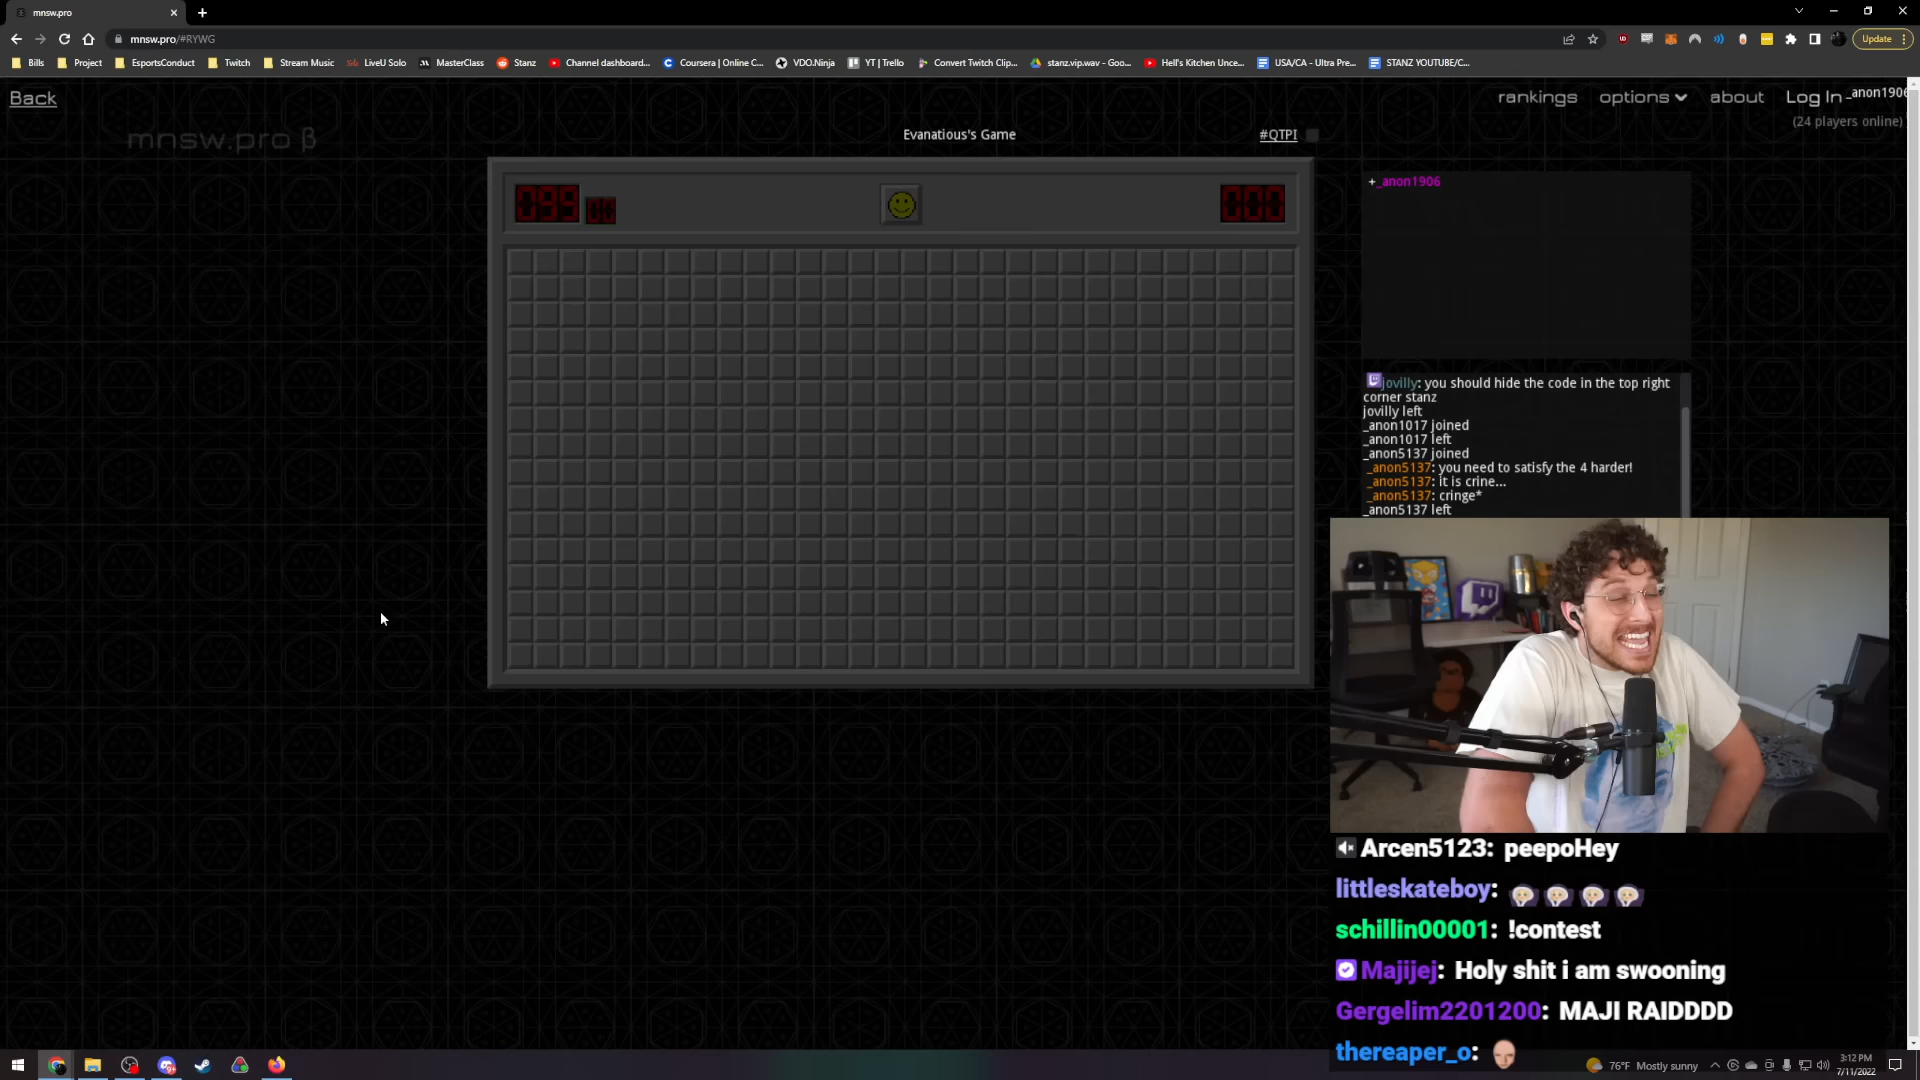 mnsw.pro
mnsw.pro/#RYWG
Update
Bills
Project
EsportsConduct
Twitch
Stream Music
LiveU Solo
MasterClass
Stanz
Channel dashboard...
Coursera | Online C...
VDO.Ninja
YT | Trello
Convert Twitch Clip...
stanz.vip.wav - Goo...
Hell's Kitchen Unce...
USA/CA - Ultra Pre...
STANZ YOUTUBE/C...
Back
rankings
options
about
Log In
_anon1906
(24 players online)
mnsw.pro β
Evanatious's Game
#QTPI
099
000
+_anon1906
jovilly: you should hide the code in the top right
corner stanz
jovilly left
_anon1017 joined
_anon1017 left
_anon5137 joined
_anon5137: you need to satisfy the 4 harder!
_anon5137: it is crine...
_anon5137: cringe*
_anon5137 left
Arcen5123: peepoHey
littleskateboy:
schillin00001: !contest
Majijej: Holy shit i am swooning
Gergelim2201200: MAJI RAIDDDD
thereaper_o:
76°F Mostly sunny
3:12 PM
7/11/2022